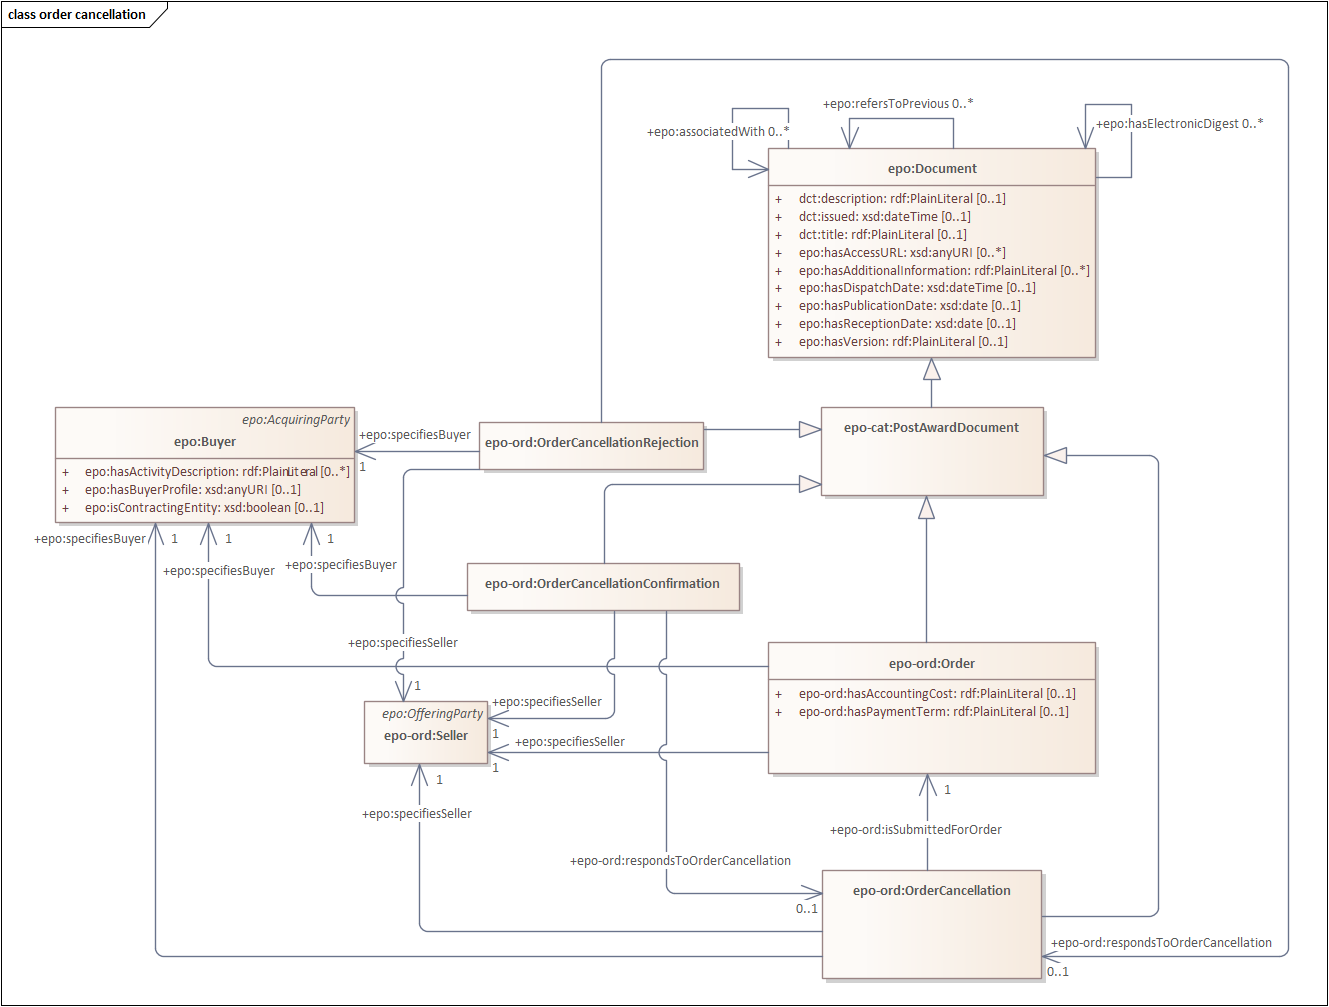 class order cancellation
+epo:refersToPrevious 0..*
+epo:associatedWith 0..*
+epo:hasElectronicDigest 0..*
epo:Document
+ dct:description: rdf:PlainLiteral [0..1]
+ dct:issued: xsd:dateTime [0..1]
+ dct:title: rdf:PlainLiteral [0..1]
+ epo:hasAccessURL: xsd:anyURI [0..*]
+ epo:hasAdditionalInformation: rdf:PlainLiteral [0..*]
+ epo:hasDispatchDate: xsd:dateTime [0..1]
+ epo:hasPublicationDate: xsd:date [0..1]
+ epo:hasReceptionDate: xsd:date [0..1]
+ epo:hasVersion: rdf:PlainLiteral [0..1]
epo:AcquiringParty
epo:Buyer
+ epo:hasActivityDescription: rdf:PlainLiteral [0..*]
+ epo:hasBuyerProfile: xsd:anyURI [0..1]
+ epo:isContractingEntity: xsd:boolean [0..1]
+epo:specifiesBuyer
1
epo-ord:OrderCancellationRejection
epo-cat:PostAwardDocument
+epo:specifiesBuyer
1
1
1
+epo:specifiesBuyer
+epo:specifiesBuyer
epo-ord:OrderCancellationConfirmation
+epo:specifiesSeller
1
epo-ord:Order
+ epo-ord:hasAccountingCost: rdf:PlainLiteral [0..1]
+ epo-ord:hasPaymentTerm: rdf:PlainLiteral [0..1]
epo:OfferingParty
epo-ord:Seller
+epo:specifiesSeller
1
+epo:specifiesSeller
1
1
+epo:specifiesSeller
1
+epo-ord:isSubmittedForOrder
+epo-ord:respondsToOrderCancellation
0..1
epo-ord:OrderCancellation
+epo-ord:respondsToOrderCancellation
0..1